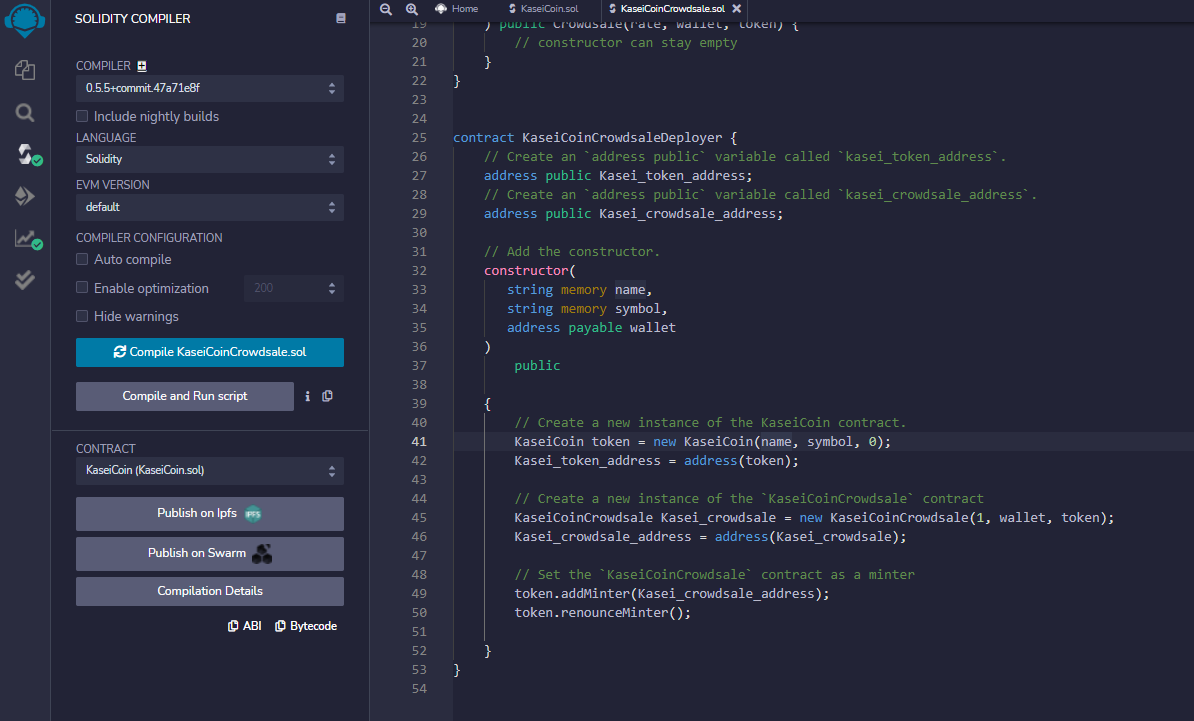 SOLIDITY COMPILER
COMPILER
0.5.5+commit.47a71e8f
Include nightly builds
LANGUAGE
Solidity
EVM VERSION
default
COMPILER CONFIGURATION
Auto compile
Enable optimization
200
Hide warnings
Compile KaseiCoinCrowdsale.sol
Compile and Run script
CONTRACT
KaseiCoin (KaseiCoin.sol)
Publish on Ipfs
IPFS
Publish on Swarm
Compilation Details
ABI Bytecode
Home KaseiCoin.sol KaseiCoinCrowdsale.sol
19 ) public Crowdsale(rate, wallet, token) {
20 // constructor can stay empty
21 }
22 }
23
24
25 contract KaseiCoinCrowdsaleDeployer {
26 // Create an `address public` variable called `kasei_token_address`.
27 address public Kasei_token_address;
28 // Create an `address public` variable called `kasei_crowdsale_address`.
29 address public Kasei_crowdsale_address;
30
31 // Add the constructor.
32 constructor(
33 string memory name,
34 string memory symbol,
35 address payable wallet
36 )
37 public
38
39 {
40 // Create a new instance of the KaseiCoin contract.
41 KaseiCoin token = new KaseiCoin(name, symbol, 0);
42 Kasei_token_address = address(token);
43
44 // Create a new instance of the `KaseiCoinCrowdsale` contract
45 KaseiCoinCrowdsale Kasei_crowdsale = new KaseiCoinCrowdsale(1, wallet, token);
46 Kasei_crowdsale_address = address(Kasei_crowdsale);
47
48 // Set the `KaseiCoinCrowdsale` contract as a minter
49 token.addMinter(Kasei_crowdsale_address);
50 token.renounceMinter();
51
52 }
53 }
54